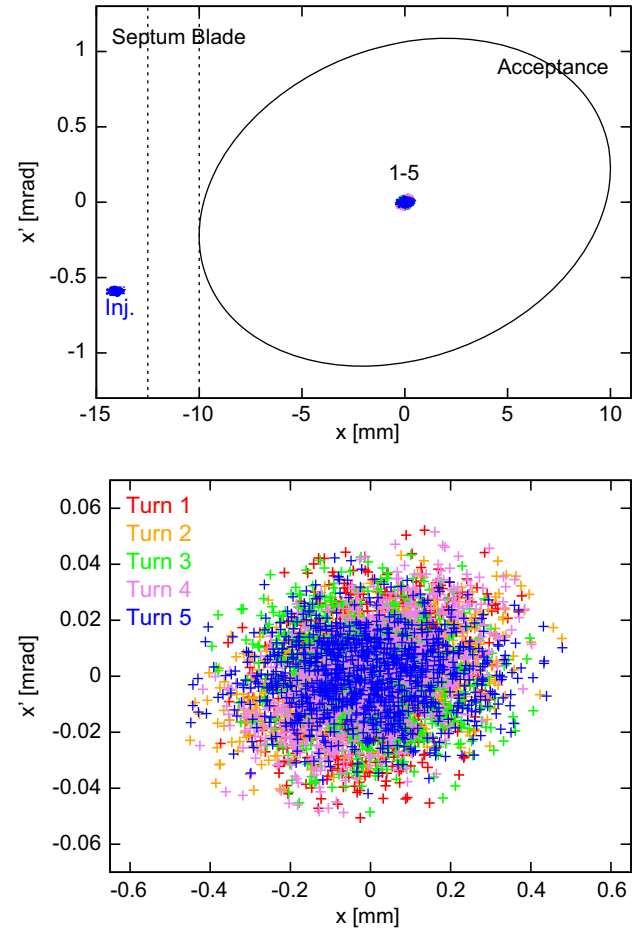 Septum Blade
Acceptance
1-5
Inj.
x' [mrad]
1
0.5
0
-0.5
-1
-15
-10
-5
0
5
10
x [mm]
Turn 1
Turn 2
Turn 3
Turn 4
Turn 5
x' [mrad]
0.06
0.04
0.02
0
-0.02
-0.04
-0.06
-0.6
-0.4
-0.2
0
0.2
0.4
0.6
x [mm]